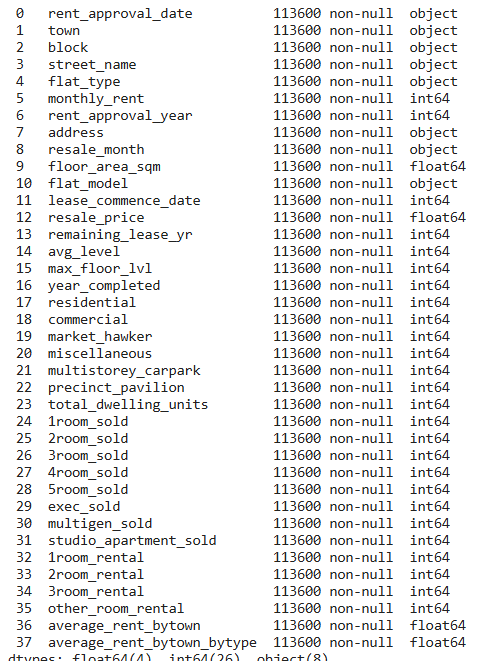 0 rent_approval_date 113600 non-null object
1 town 113600 non-null object
2 block 113600 non-null object
3 street_name 113600 non-null object
4 flat_type 113600 non-null object
5 monthly_rent 113600 non-null int64
6 rent_approval_year 113600 non-null int64
7 address 113600 non-null object
8 resale_month 113600 non-null object
9 floor_area_sqm 113600 non-null float64
10 flat_model 113600 non-null object
11 lease_commence_date 113600 non-null int64
12 resale_price 113600 non-null float64
13 remaining_lease_yr 113600 non-null int64
14 avg_level 113600 non-null int64
15 max_floor_lvl 113600 non-null int64
16 year_completed 113600 non-null int64
17 residential 113600 non-null int64
18 commercial 113600 non-null int64
19 market_hawker 113600 non-null int64
20 miscellaneous 113600 non-null int64
21 multistorey_carpark 113600 non-null int64
22 precinct_pavilion 113600 non-null int64
23 total_dwelling_units 113600 non-null int64
24 1room_sold 113600 non-null int64
25 2room_sold 113600 non-null int64
26 3room_sold 113600 non-null int64
27 4room_sold 113600 non-null int64
28 5room_sold 113600 non-null int64
29 exec_sold 113600 non-null int64
30 multigen_sold 113600 non-null int64
31 studio_apartment_sold 113600 non-null int64
32 1room_rental 113600 non-null int64
33 2room_rental 113600 non-null int64
34 3room_rental 113600 non-null int64
35 other_room_rental 113600 non-null int64
36 average_rent_bytown 113600 non-null float64
37 average_rent_bytown_bytype 113600 non-null float64
dtypes: float64(4), int64(26), object(8)